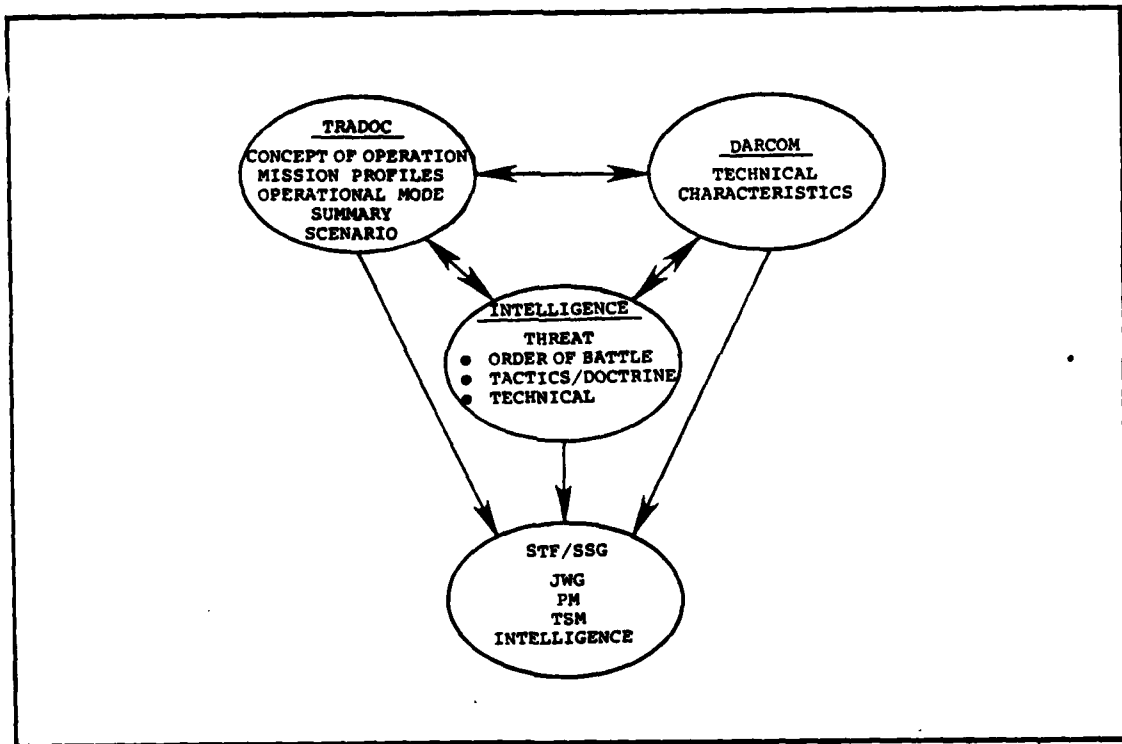 TRADOC
CONCEPT OF OPERATION
MISSION PROFILES
OPERATIONAL MODE
SUMMARY
SCENARIO
DARCOM
TECHNICAL
CHARACTERISTICS
INTELLIGENCE
THREAT
● ORDER OF BATTLE
● TACTICS/DOCTRINE
● TECHNICAL
STF/SSG
JWG
PM
TSM
INTELLIGENCE